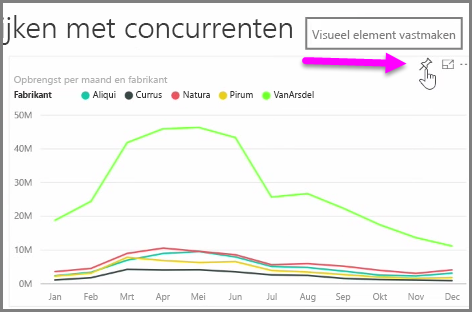 ijken met concurrenten
Visueel element vastmaken
Opbrengst per maand en fabrikant
Fabrikant Aliqui Currus Natura Pirum VanArsdel
50M
40M
30M
20M
10M
0M
Jan Feb Mrt Apr Mei Jun Jul Aug Sep Okt Nov Dec